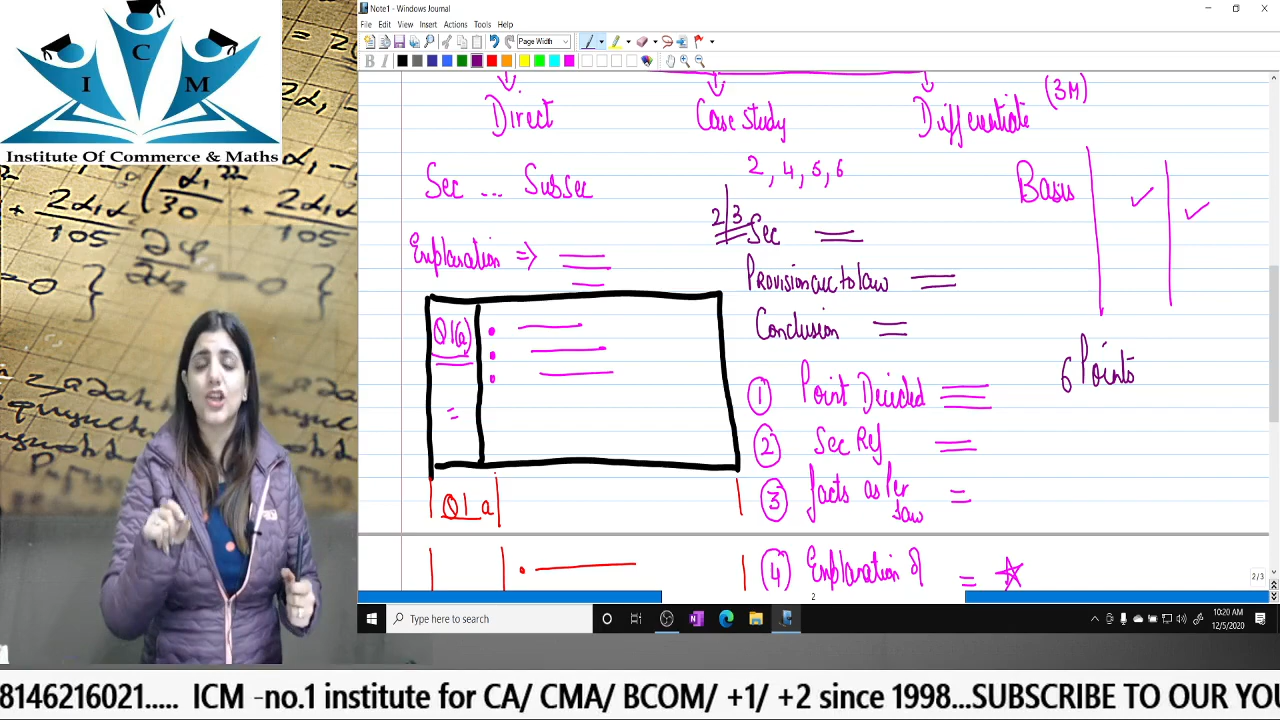 I C M
Institute Of Commerce & Maths
Note1 - Windows Journal
File Edit View Insert Actions Tools Help
Page Width
B I
Direct
Case Study
Differentiate (3M)
Sec ... Subsec
2, 4, 5, 6
Basis
2/3
Sec
Explanation =>
Provision acc to law
Conclusion
Q1(a)
6 Points
① Point Decided
② Sec Ref
③ facts as Per
law
Q1 a
④ Explanation of
2/3
2
Type here to search
10:20 AM
12/5/2020
8146216021..... ICM -no.1 institute for CA/ CMA/ BCOM/ +1/ +2 since 1998...SUBSCRIBE TO OUR YOU